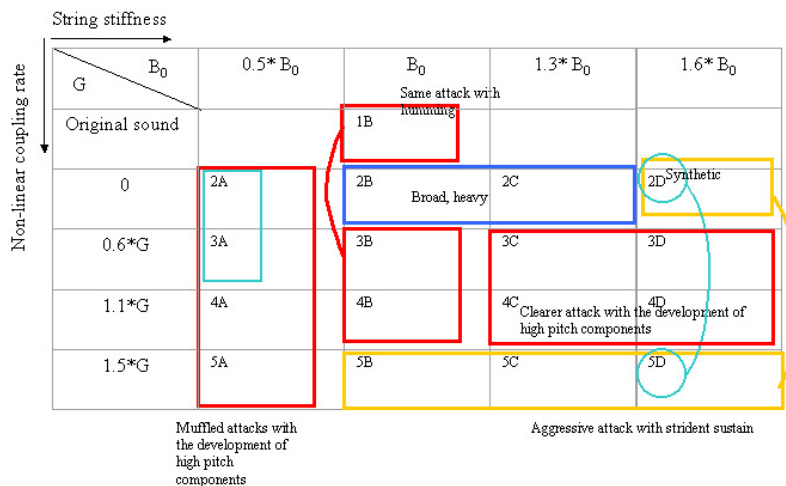 String stiffness
Non-linear coupling rate
G B₀ 0.5* B₀ B₀ 1.3* B₀ 1.6* B₀
Same attack with
humming
Original sound 1B
0 2A 2B 2C 2D
Synthetic
Broad, heavy
0.6*G 3A 3B 3C 3D
1.1*G 4A 4B 4C 4D
Clearer attack with the development of
high pitch components
1.5*G 5A 5B 5C 5D
Muffled attacks with
the development of
high pitch
components
Aggressive attack with strident sustain